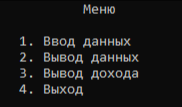 Меню
1. Ввод данных
2. Вывод данных
3. Вывод дохода
4. Выход